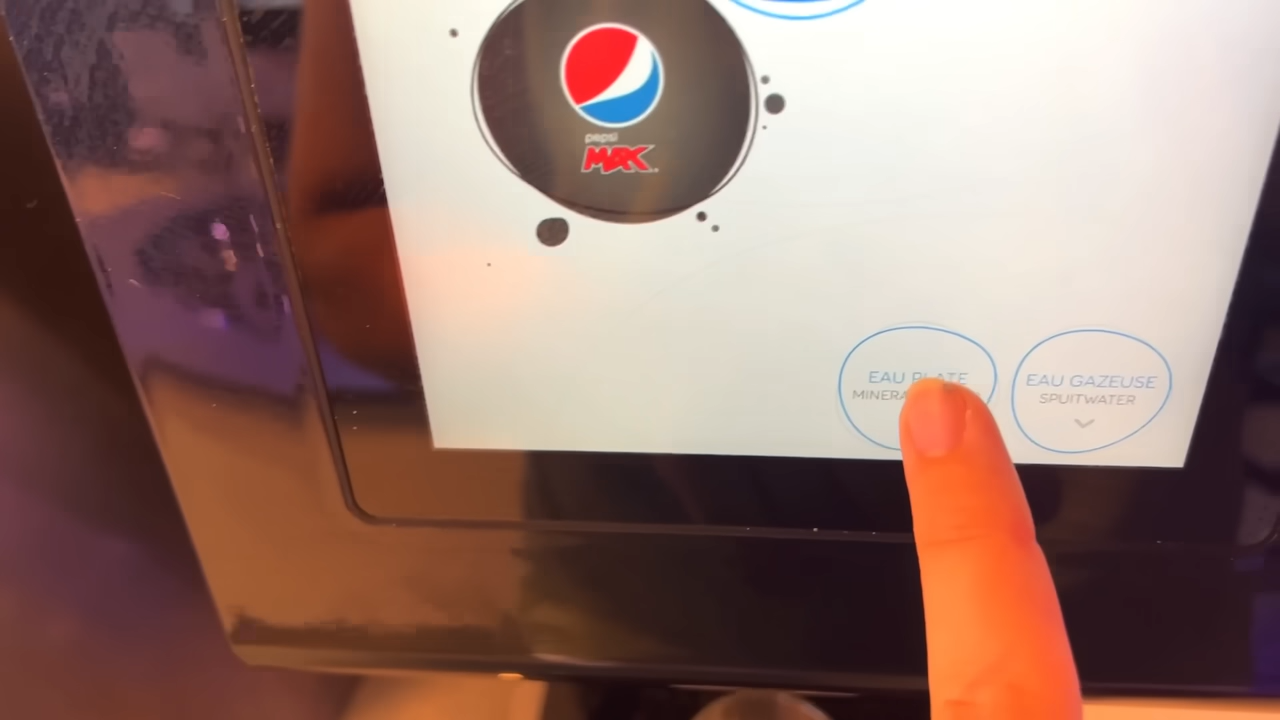 pepsi
MAX
EAU PLATE
EAU GAZEUSE
SPUITWATER